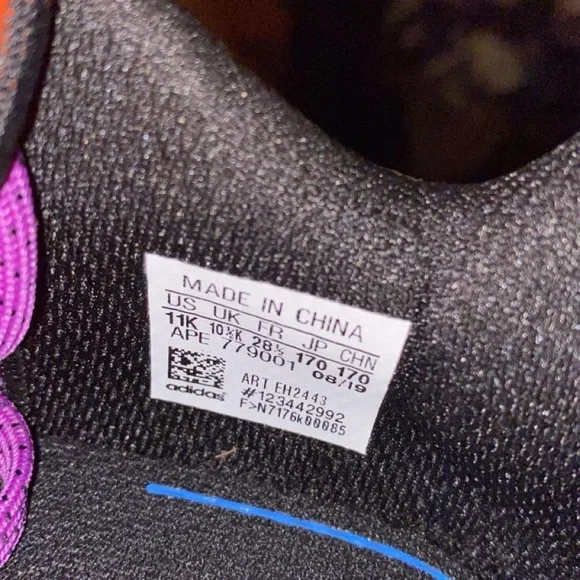 MADE IN CHINA
US UK FR JP CHN
11K 10½K 28½ 170 170
APE 779001 08/19
ART EH2443
#123442992
F>N7176k00085
adidas